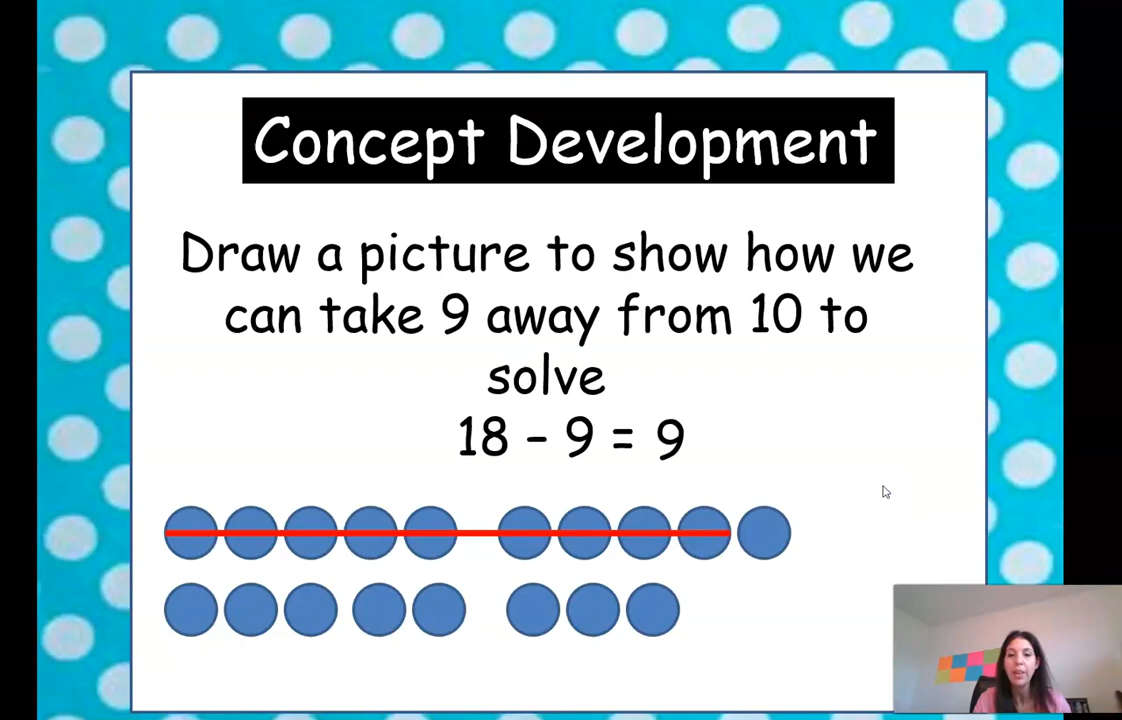 Concept Development
Draw a picture to show how we
can take 9 away from 10 to
solve
18 - 9 = 9